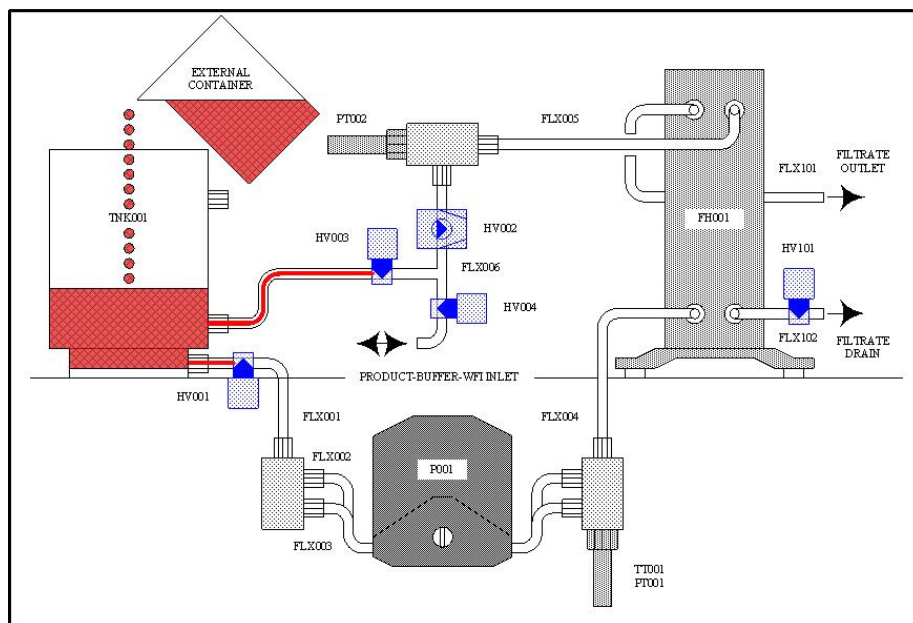 EXTERNAL
CONTAINER
PT002
FLX005
TNK001
FLX101
FILTRATE
OUTLET
FH001
HV003
HV002
HV101
FLX006
HV004
FLX102
FILTRATE
DRAIN
PRODUCT-BUFFER-WFI INLET
HV001
FLX001
FLX004
FLX002
P001
FLX003
TT001
PT001